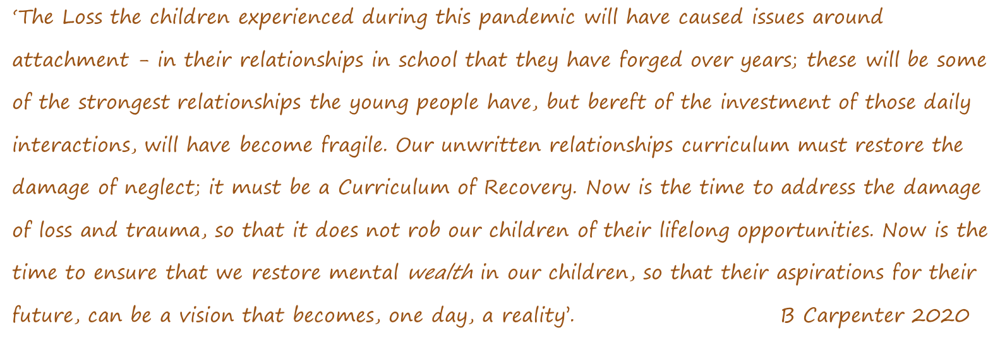 ‘The Loss the children experienced during this pandemic will have caused issues around
attachment - in their relationships in school that they have forged over years; these will be some
of the strongest relationships the young people have, but bereft of the investment of those daily
interactions, will have become fragile. Our unwritten relationships curriculum must restore the
damage of neglect; it must be a Curriculum of Recovery. Now is the time to address the damage
of loss and trauma, so that it does not rob our children of their lifelong opportunities. Now is the
time to ensure that we restore mental wealth in our children, so that their aspirations for their
future, can be a vision that becomes, one day, a reality’. B Carpenter 2020